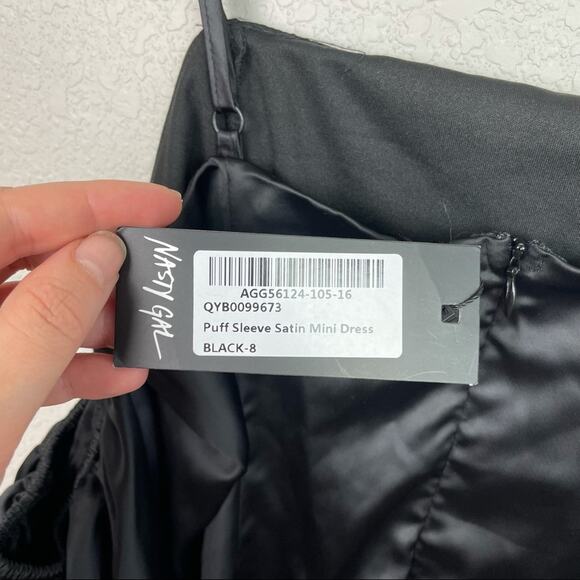 NASTY GAL
AGG56124-105-16
QYB0099673
Puff Sleeve Satin Mini Dress
BLACK-8